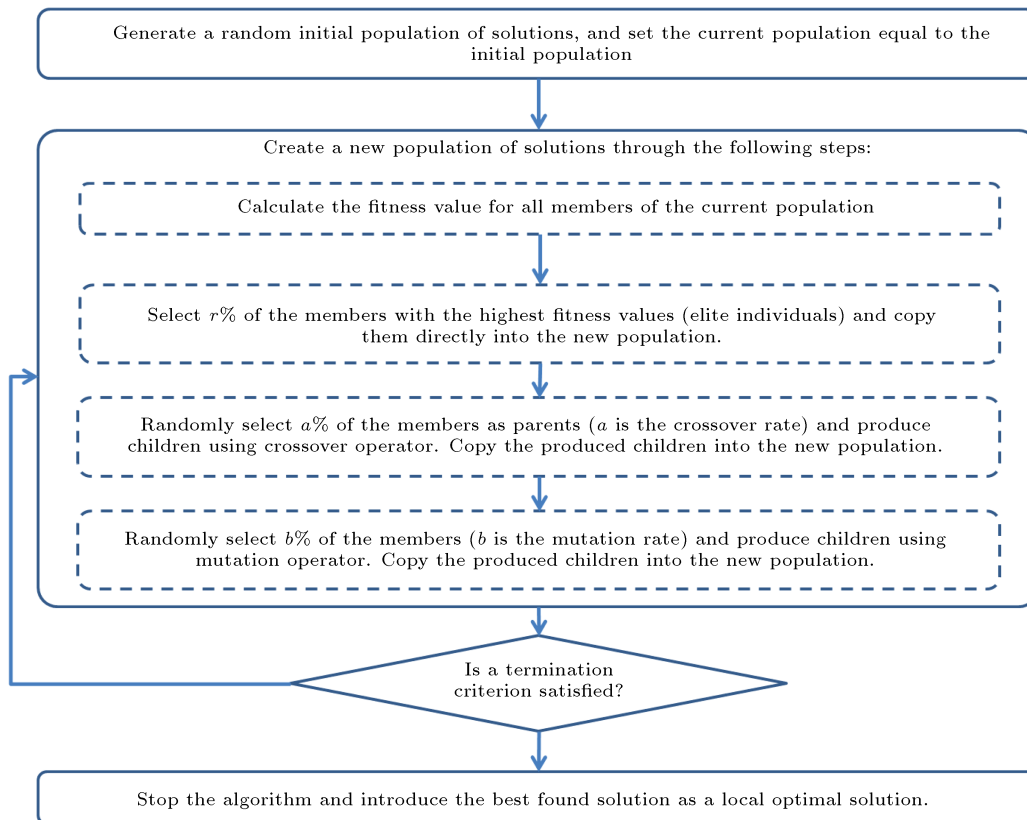 Generate a random initial population of solutions, and set the current population equal to the
initial population
Create a new population of solutions through the following steps:
Calculate the fitness value for all members of the current population
Select r% of the members with the highest fitness values (elite individuals) and copy
them directly into the new population.
Randomly select a% of the members as parents (a is the crossover rate) and produce
children using crossover operator. Copy the produced children into the new population.
Randomly select b% of the members (b is the mutation rate) and produce children using
mutation operator. Copy the produced children into the new population.
Is a termination
criterion satisfied?
Stop the algorithm and introduce the best found solution as a local optimal solution.